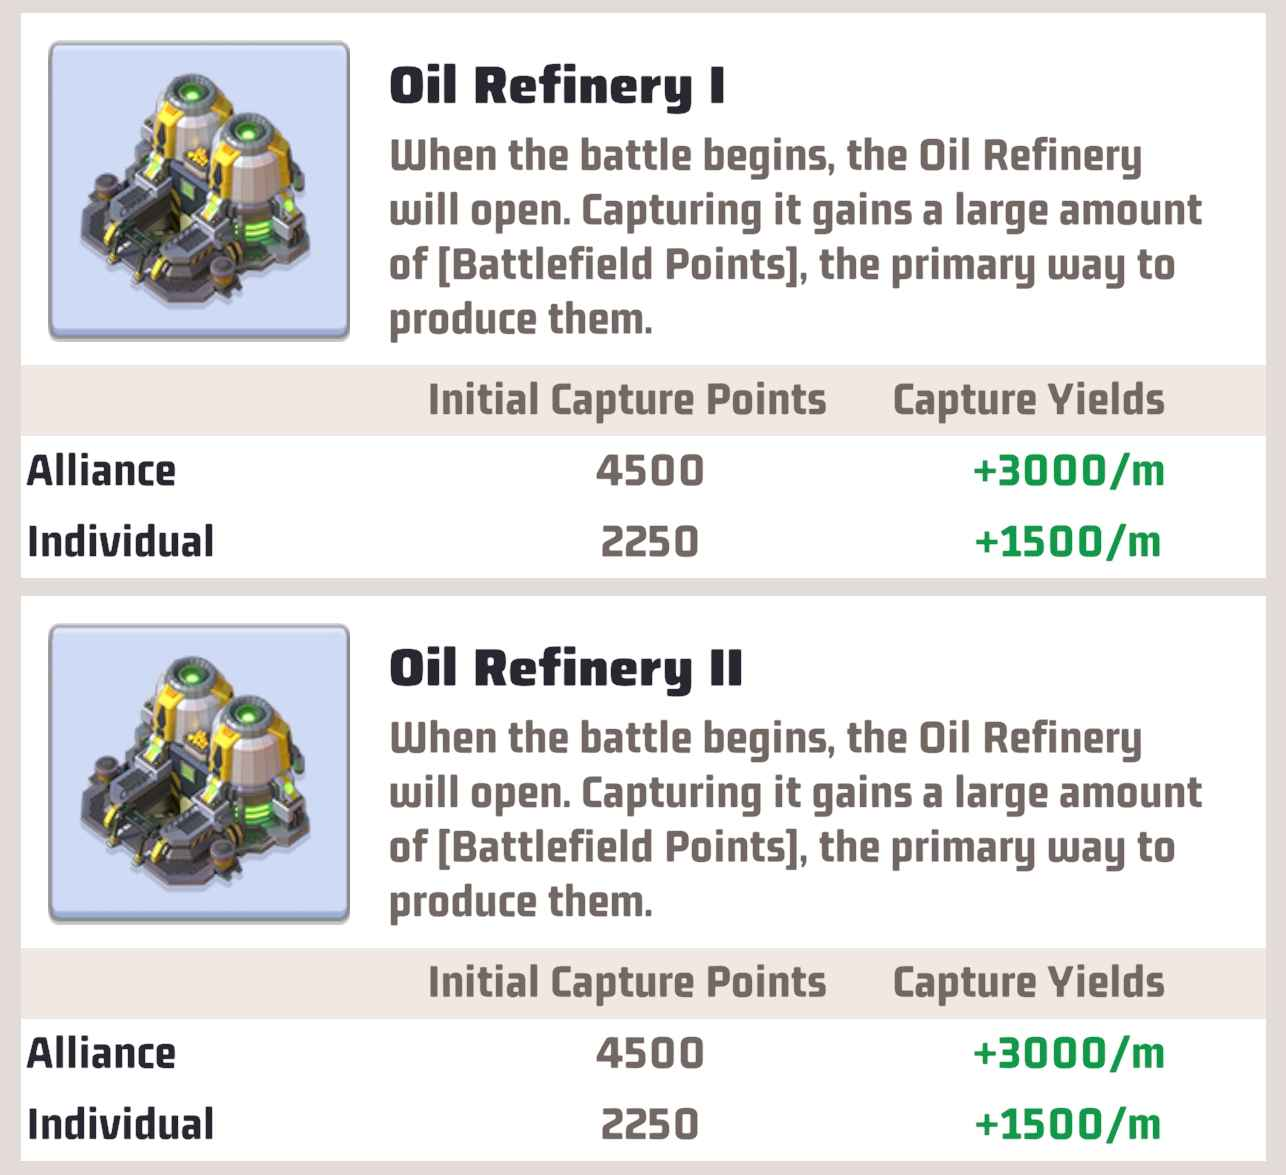 Oil Refinery I
When the battle begins, the Oil Refinery
will open. Capturing it gains a large amount
of [Battlefield Points], the primary way to
produce them.
Initial Capture Points Capture Yields
Alliance 4500 +3000/m
Individual 2250 +1500/m
Oil Refinery II
When the battle begins, the Oil Refinery
will open. Capturing it gains a large amount
of [Battlefield Points], the primary way to
produce them.
Initial Capture Points Capture Yields
Alliance 4500 +3000/m
Individual 2250 +1500/m